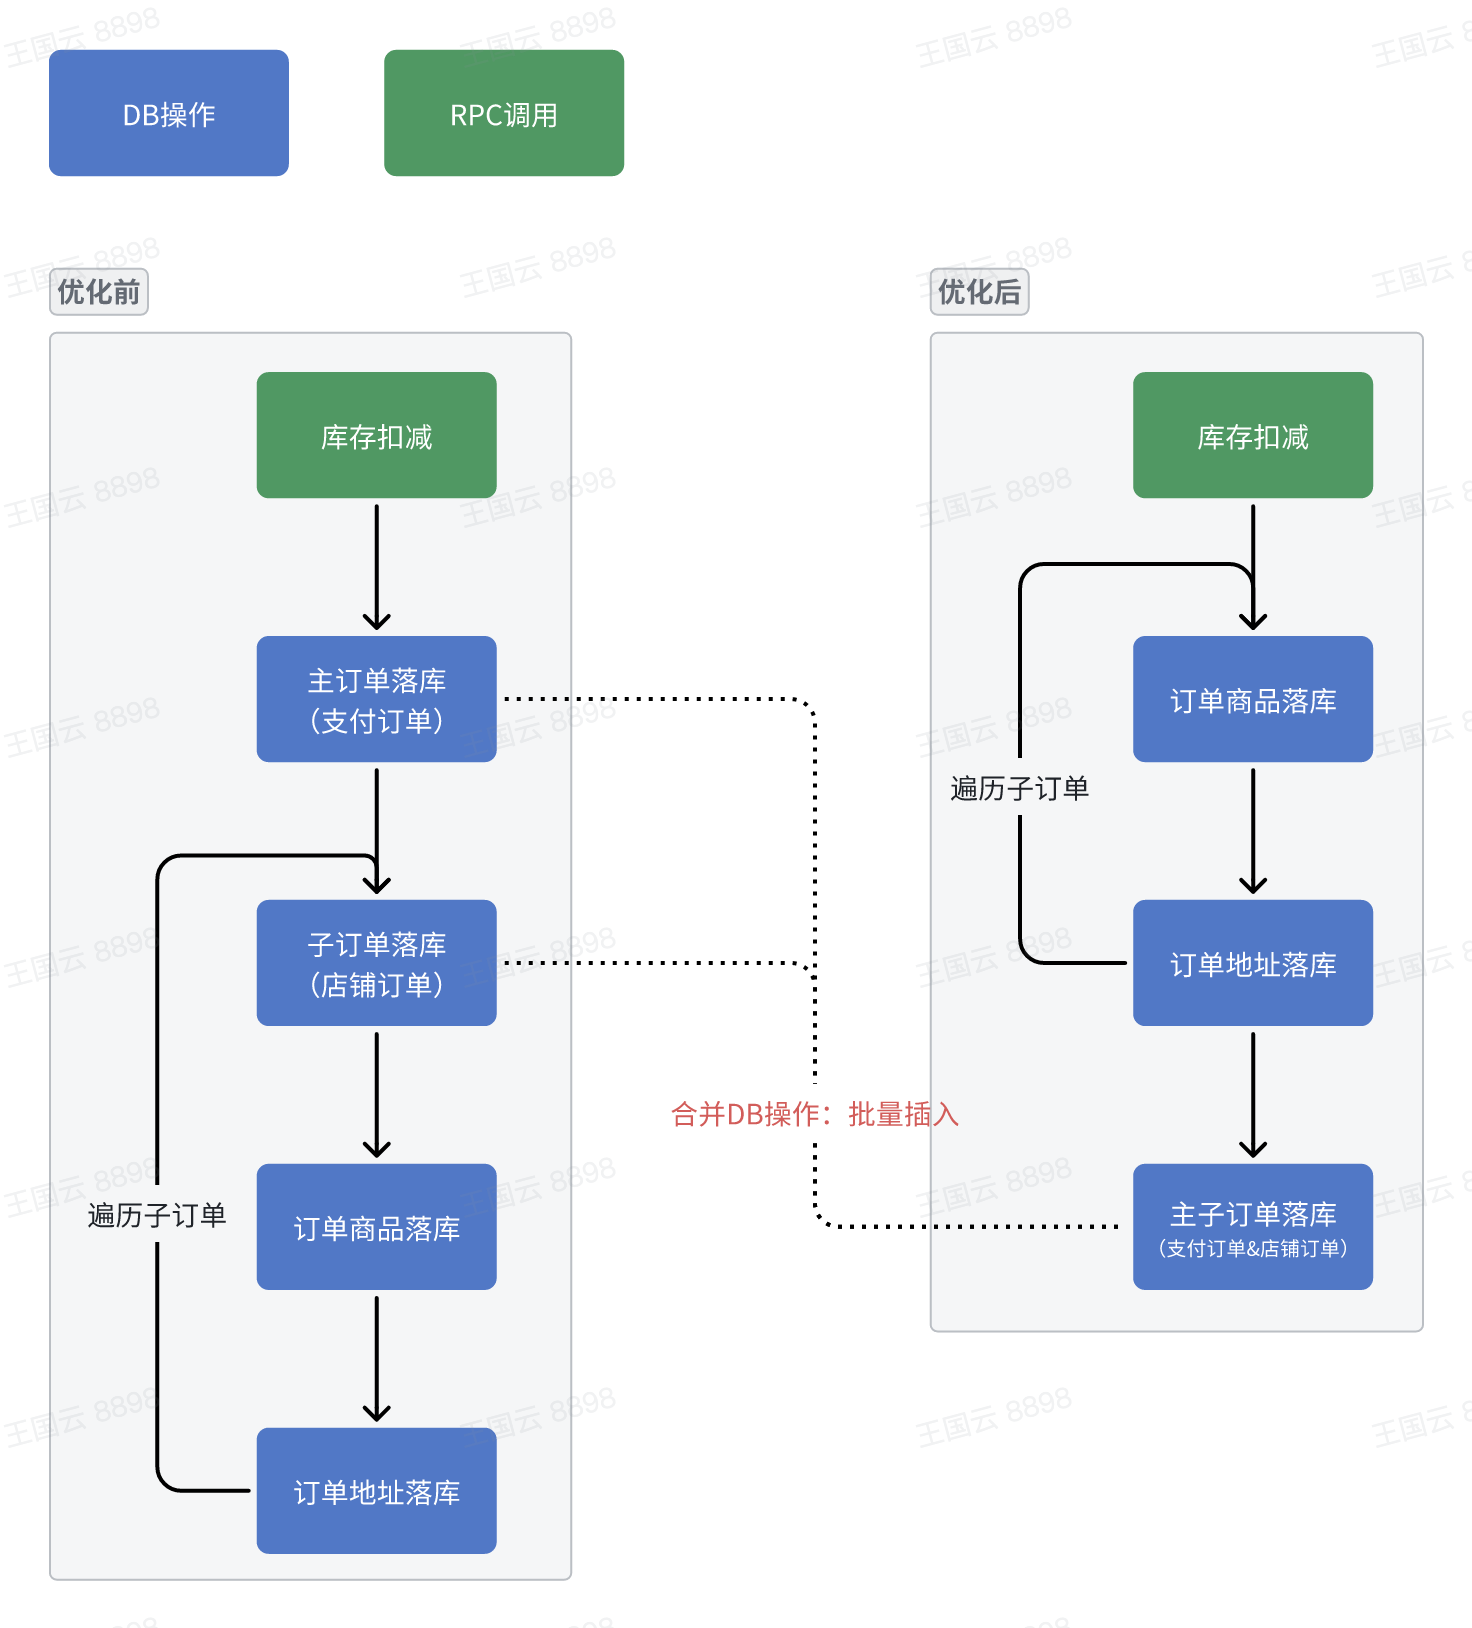 DB操作
RPC调用
优化前
库存扣减
主订单落库
（支付订单）
子订单落库
（店铺订单）
遍历子订单
订单商品落库
订单地址落库
合并DB操作：批量插入
优化后
库存扣减
订单商品落库
遍历子订单
订单地址落库
主子订单落库
（支付订单&店铺订单）
王国云 8898